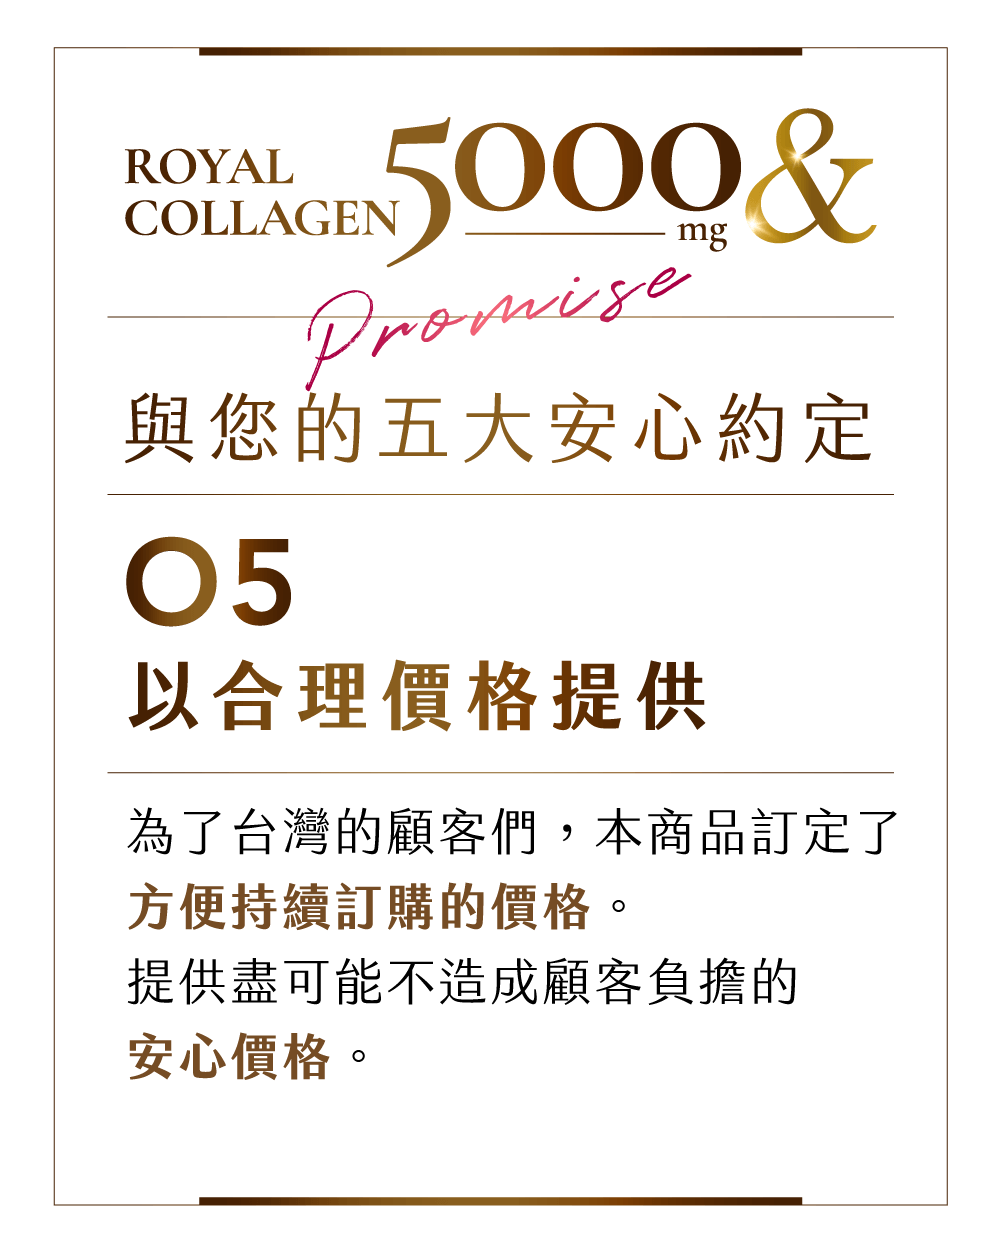 ROYAL
COLLAGEN 5000 mg &
Promise
與您的五大安心約定
05
以合理價格提供
為了台灣的顧客們，本商品訂定了
方便持續訂購的價格。
提供盡可能不造成顧客負擔的
安心價格。